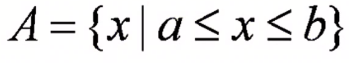 A = {x | a ≤ x ≤ b}